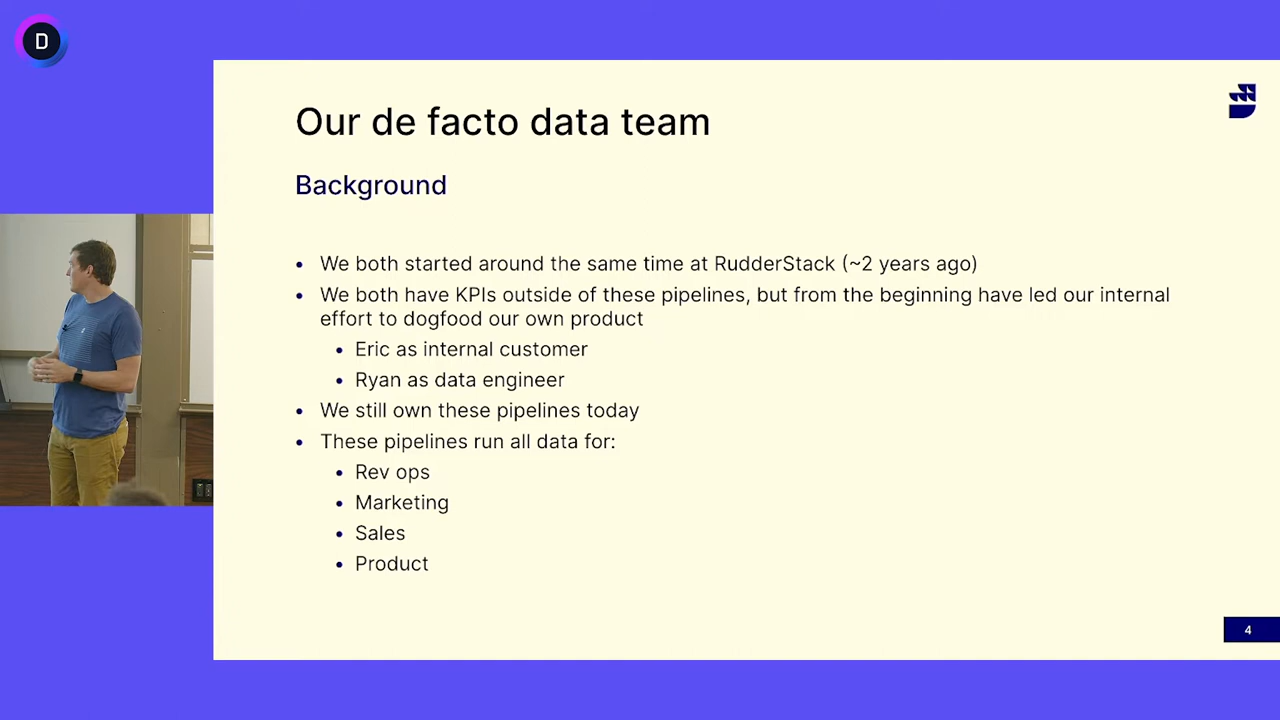 D
Our de facto data team
Background
• We both started around the same time at RudderStack (~2 years ago)
• We both have KPIs outside of these pipelines, but from the beginning have led our internal
effort to dogfood our own product
• Eric as internal customer
• Ryan as data engineer
• We still own these pipelines today
• These pipelines run all data for:
• Rev ops
• Marketing
• Sales
• Product
4